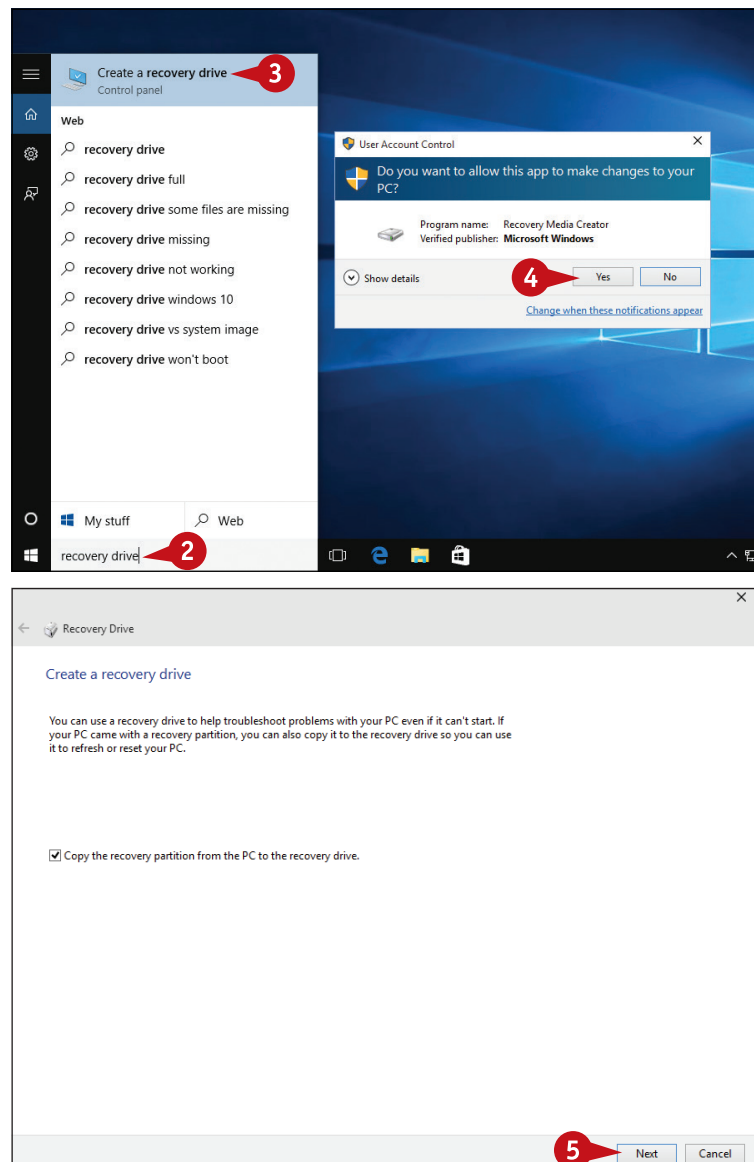 Create a recovery drive
3
Control panel
Web
recovery drive
recovery drive full
recovery drive some files are missing
recovery drive missing
recovery drive not working
recovery drive windows 10
recovery drive vs system image
recovery drive won't boot
My stuff
Web
recovery drive
2
User Account Control
Do you want to allow this app to make changes to your
PC?
Program name: Recovery Media Creator
Verified publisher: Microsoft Windows
Show details
4
Yes
No
Change when these notifications appear
Recovery Drive
Create a recovery drive
You can use a recovery drive to help troubleshoot problems with your PC even if it can't start. If
your PC came with a recovery partition, you can also copy it to the recovery drive so you can use
it to refresh or reset your PC.
Copy the recovery partition from the PC to the recovery drive.
5
Next
Cancel